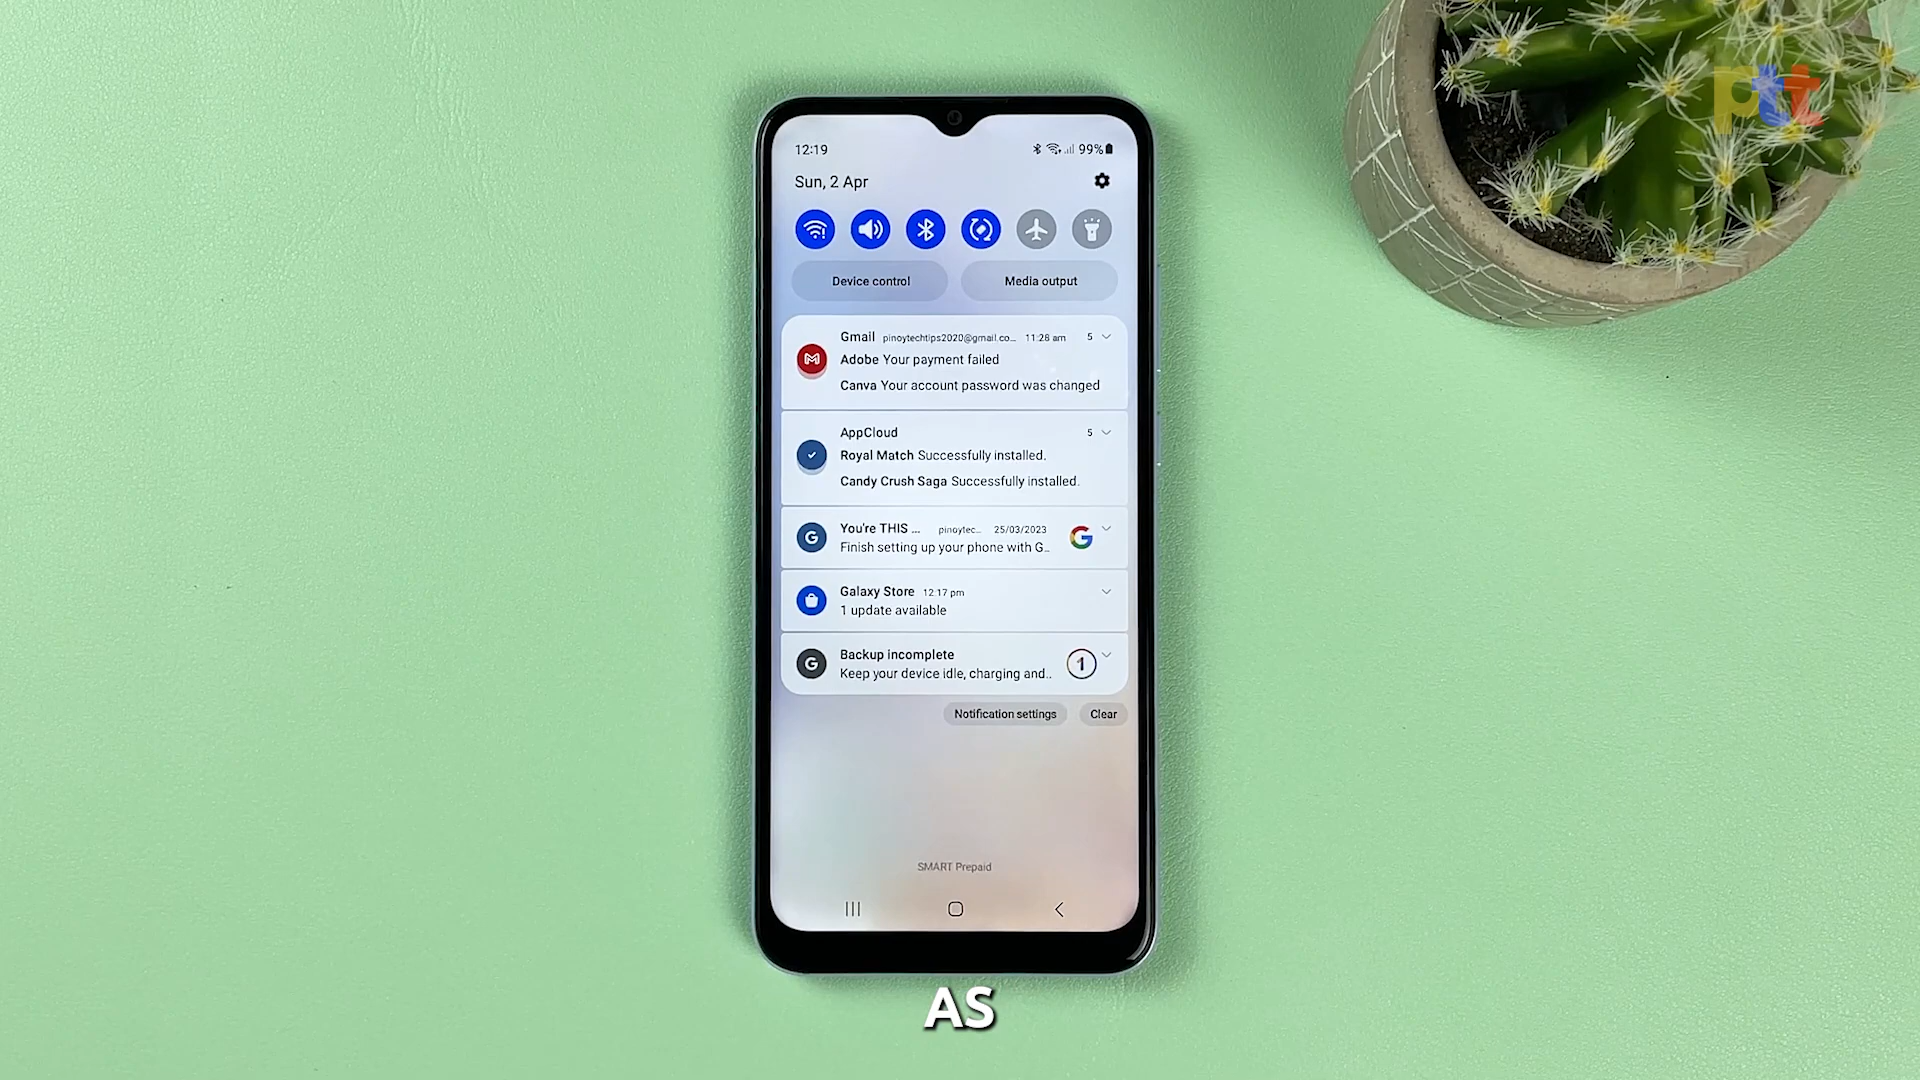 ptt
12:19
99%
Sun, 2 Apr
Device control
Media output
Gmail pinoytechtips2020@gmail.co... 11:28 am 5
Adobe Your payment failed
Canva Your account password was changed
AppCloud 5
Royal Match Successfully installed.
Candy Crush Saga Successfully installed.
You're THIS ... pinoytec... 25/03/2023
Finish setting up your phone with G..
Galaxy Store 12:17 pm
1 update available
Backup incomplete
Keep your device idle, charging and..
1
Notification settings
Clear
SMART Prepaid
AS